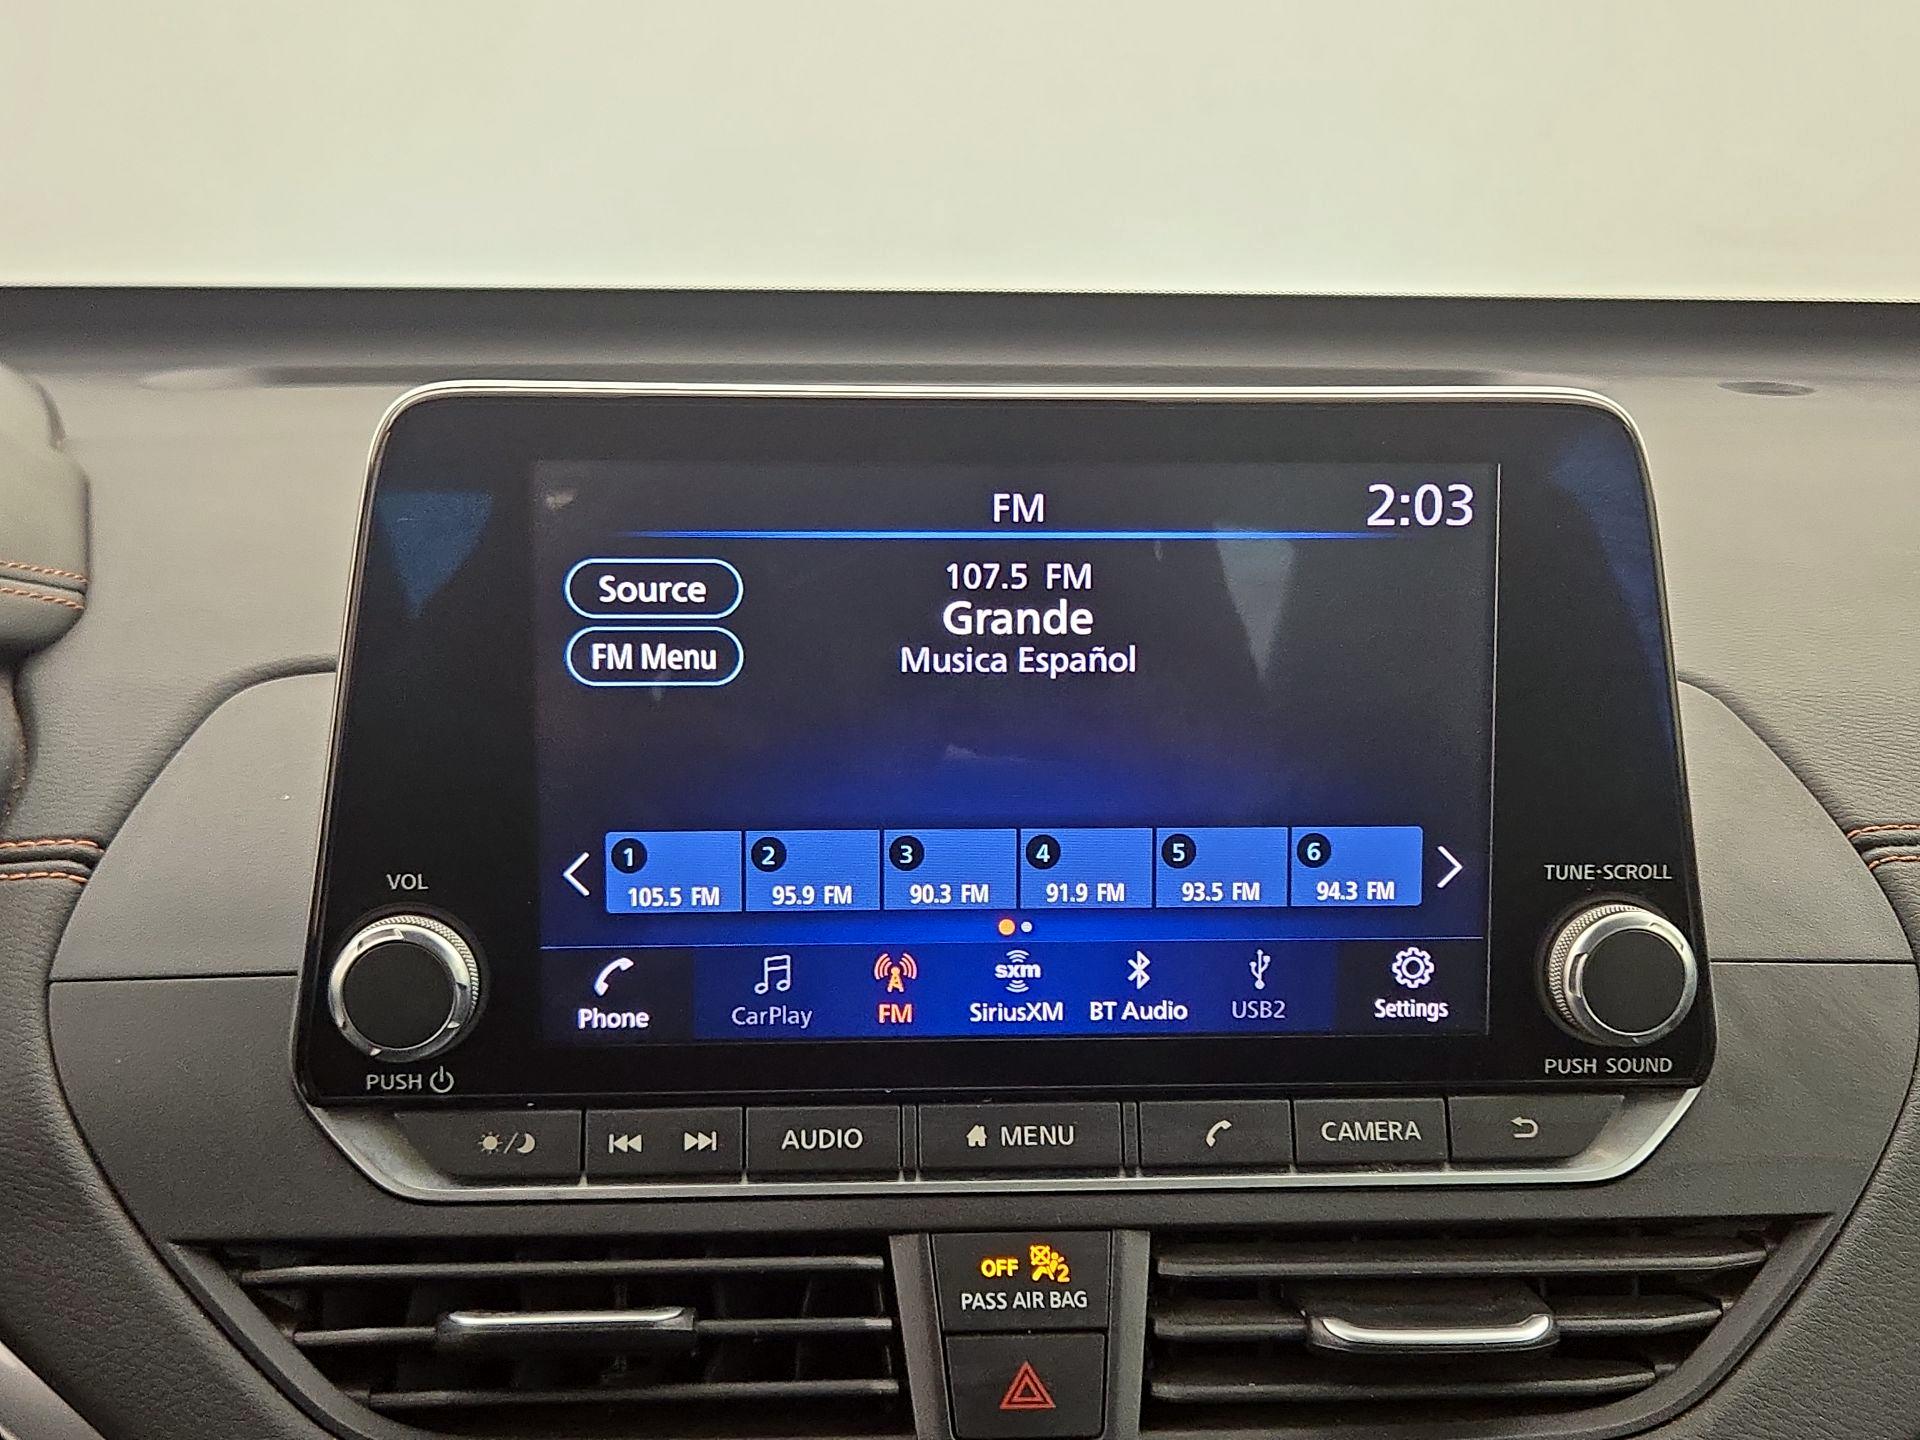 FM
2:03
Source
107.5 FM
Grande
FM Menu
Musica Español
1
2
3
4
5
6
105.5 FM
95.9 FM
90.3 FM
91.9 FM
93.5 FM
94.3 FM
VOL
TUNE·SCROLL
sxm
Phone
CarPlay
FM
SiriusXM
BT Audio
USB2
Settings
PUSH
PUSH SOUND
AUDIO
MENU
CAMERA
OFF 2
PASS AIR BAG